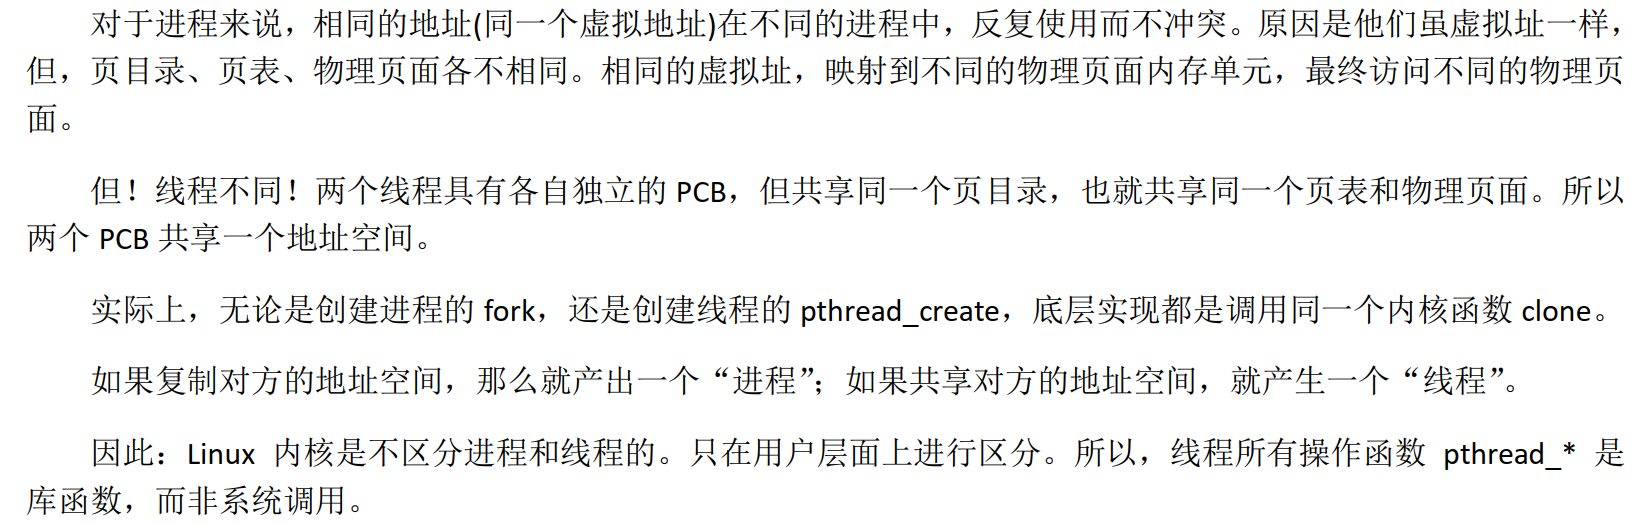 对于进程来说，相同的地址(同一个虚拟地址)在不同的进程中，反复使用而不冲突。原因是他们虽虚拟址一样，
但，页目录、页表、物理页面各不相同。相同的虚拟址，映射到不同的物理页面内存单元，最终访问不同的物理页
面。
但！线程不同！两个线程具有各自独立的 PCB，但共享同一个页目录，也就共享同一个页表和物理页面。所以
两个 PCB 共享一个地址空间。
实际上，无论是创建进程的 fork，还是创建线程的 pthread_create，底层实现都是调用同一个内核函数 clone。
如果复制对方的地址空间，那么就产出一个“进程”；如果共享对方的地址空间，就产生一个“线程”。
因此：Linux 内核是不区分进程和线程的。只在用户层面上进行区分。所以，线程所有操作函数 pthread_* 是
库函数，而非系统调用。